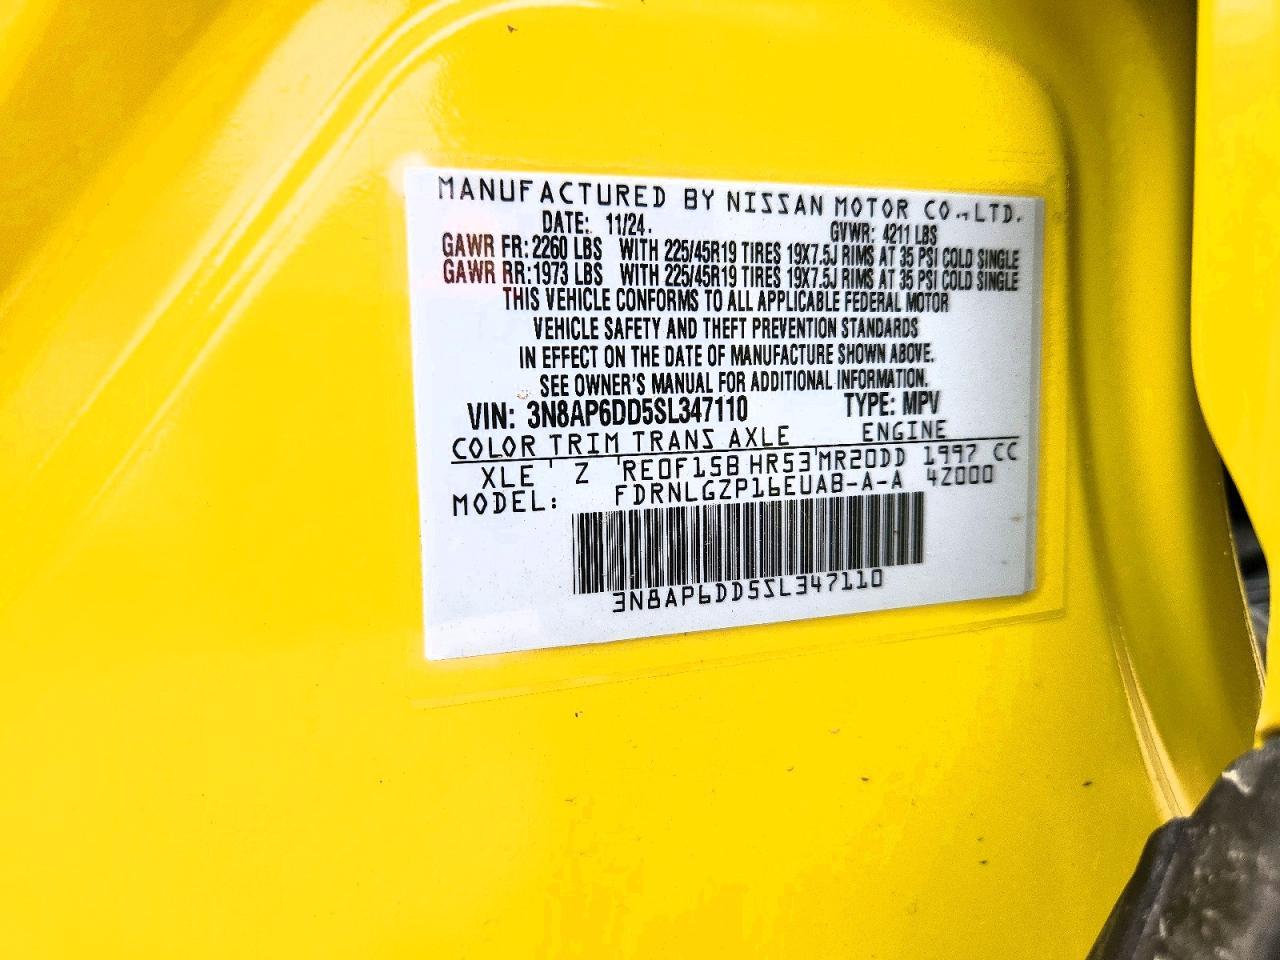 MANUFACTURED BY NISSAN MOTOR CO., LTD.
DATE: 11/24. GVWR: 4211 LBS
GAWR FR: 2260 LBS WITH 225/45R19 TIRES 19X7.5J RIMS AT 35 PSI COLD SINGLE
GAWR RR: 1973 LBS WITH 225/45R19 TIRES 19X7.5J RIMS AT 35 PSI COLD SINGLE
THIS VEHICLE CONFORMS TO ALL APPLICABLE FEDERAL MOTOR
VEHICLE SAFETY AND THEFT PREVENTION STANDARDS
IN EFFECT ON THE DATE OF MANUFACTURE SHOWN ABOVE.
SEE OWNER'S MANUAL FOR ADDITIONAL INFORMATION.
VIN: 3N8AP6DD5SL347110 TYPE: MPV
COLOR TRIM TRANS AXLE ENGINE
XLE Z RE0F15B HR53 MR20DD 1997 CC
MODEL: FDRNLGZP16EUAB-A-A 4Z000
3N8AP6DD5SL347110